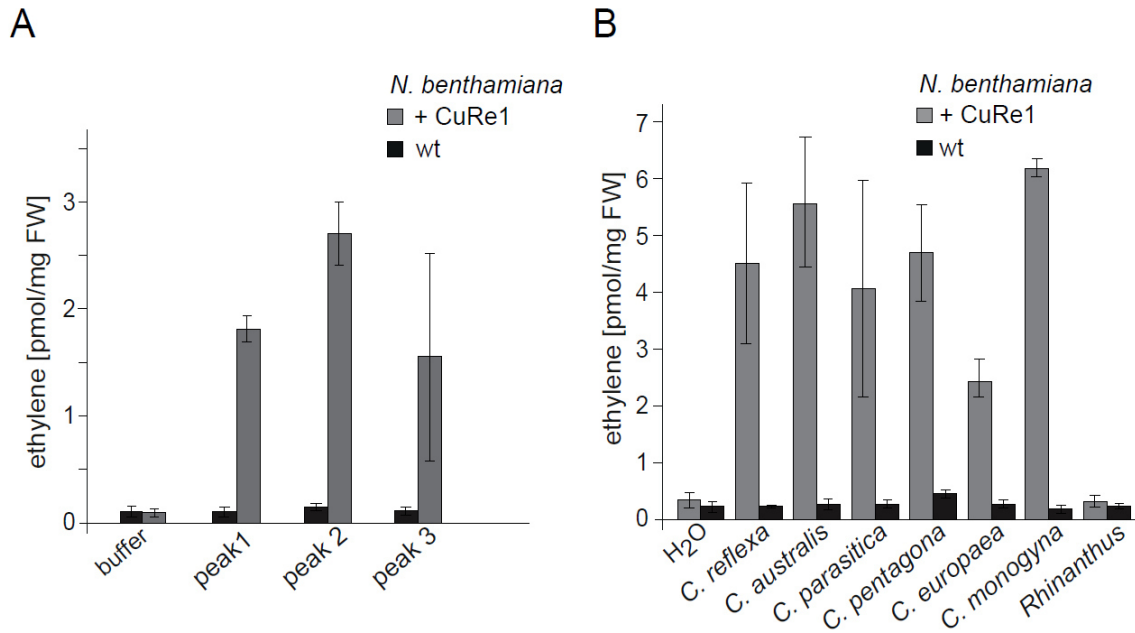 A
N. benthamiana
+ CuRe1
wt
ethylene [pmol/mg FW]
3
2
1
0
buffer
peak1
peak 2
peak 3
B
N. benthamiana
+ CuRe1
wt
ethylene [pmol/mg FW]
7
6
5
4
3
2
1
0
H2O
C. reflexa
C. australis
C. parasitica
C. pentagona
C. europaea
C. monogyna
Rhinanthus